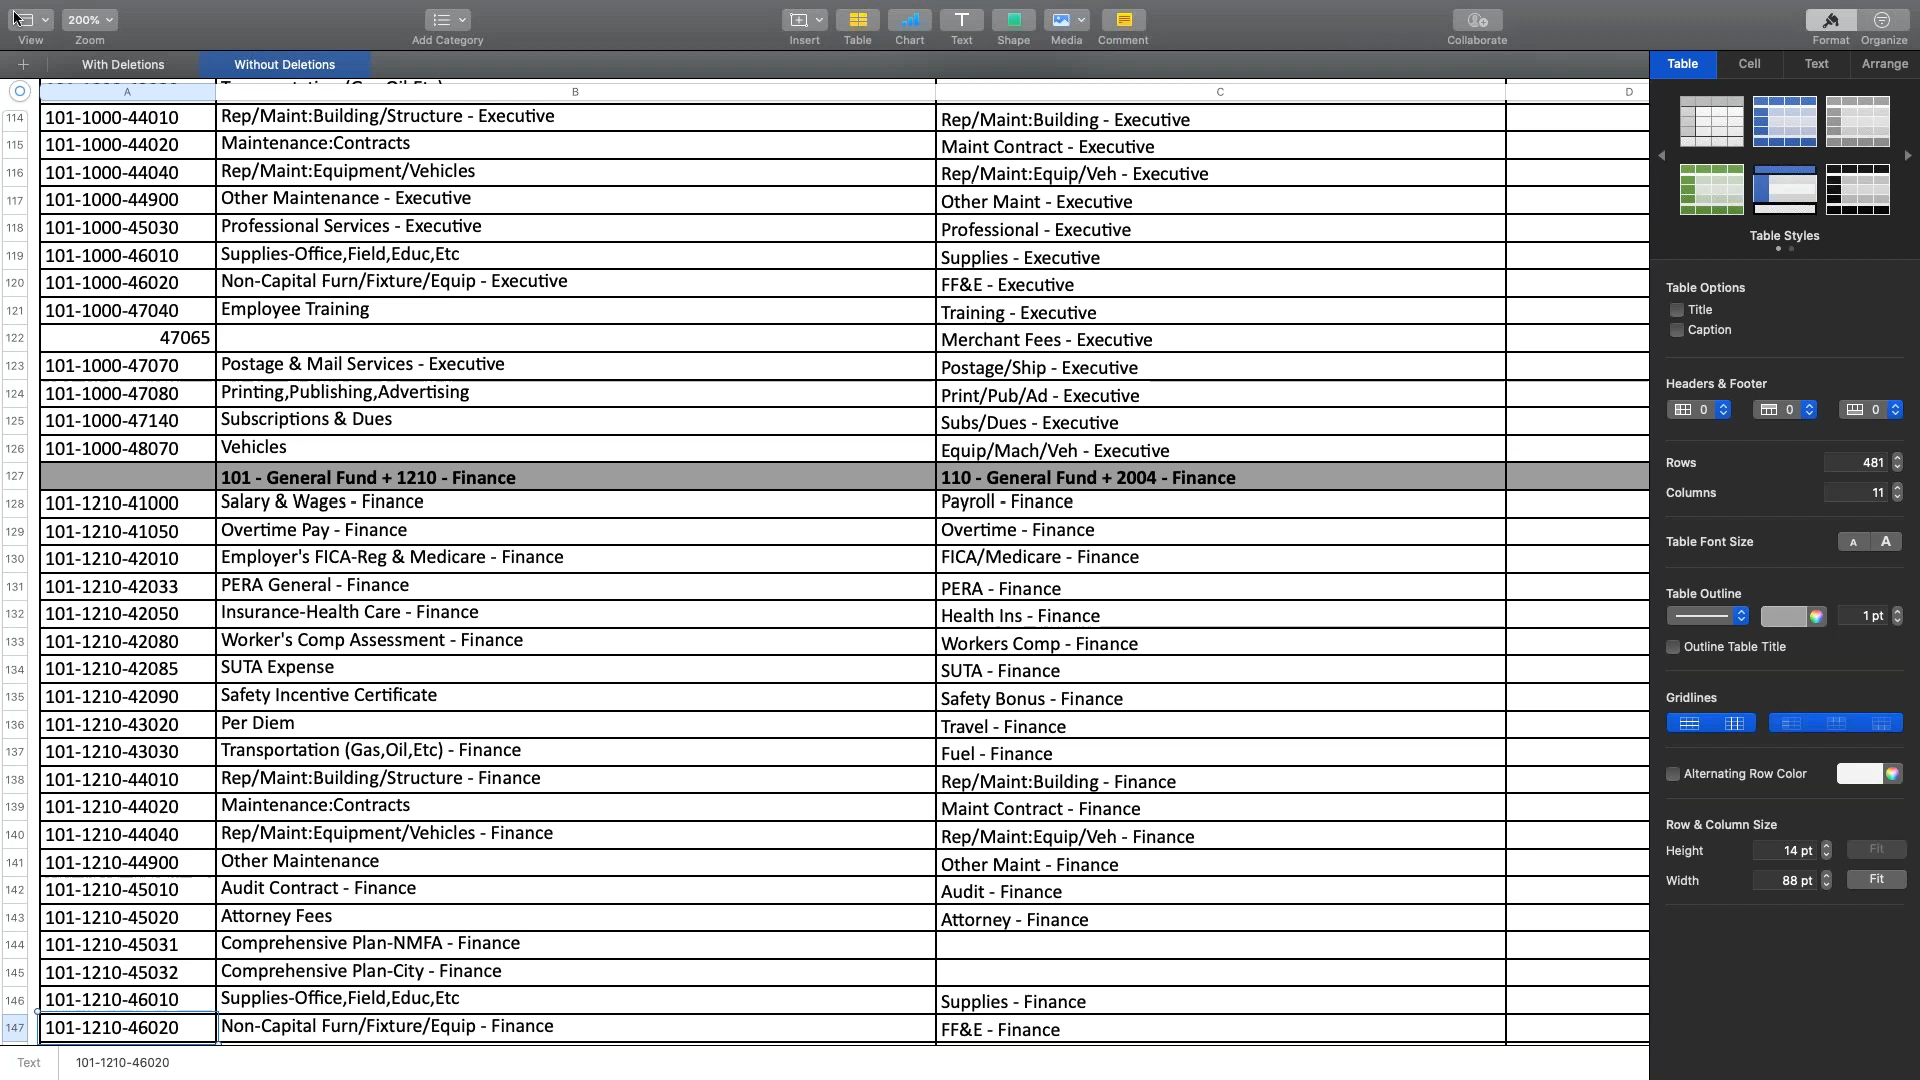 View
200%
Zoom
Add Category
Insert
Table
Chart
Text
Shape
Media
Comment
Collaborate
Format
Organize
With Deletions
Without Deletions
Table
Cell
Text
Arrange
A B C D
114 101-1000-44010 Rep/Maint:Building/Structure - Executive Rep/Maint:Building - Executive
115 101-1000-44020 Maintenance:Contracts Maint Contract - Executive
116 101-1000-44040 Rep/Maint:Equipment/Vehicles Rep/Maint:Equip/Veh - Executive
117 101-1000-44900 Other Maintenance - Executive Other Maint - Executive
118 101-1000-45030 Professional Services - Executive Professional - Executive
119 101-1000-46010 Supplies-Office,Field,Educ,Etc Supplies - Executive
120 101-1000-46020 Non-Capital Furn/Fixture/Equip - Executive FF&E - Executive
121 101-1000-47040 Employee Training Training - Executive
122 47065 Merchant Fees - Executive
123 101-1000-47070 Postage & Mail Services - Executive Postage/Ship - Executive
124 101-1000-47080 Printing,Publishing,Advertising Print/Pub/Ad - Executive
125 101-1000-47140 Subscriptions & Dues Subs/Dues - Executive
126 101-1000-48070 Vehicles Equip/Mach/Veh - Executive
127 101 - General Fund + 1210 - Finance 110 - General Fund + 2004 - Finance
128 101-1210-41000 Salary & Wages - Finance Payroll - Finance
129 101-1210-41050 Overtime Pay - Finance Overtime - Finance
130 101-1210-42010 Employer's FICA-Reg & Medicare - Finance FICA/Medicare - Finance
131 101-1210-42033 PERA General - Finance PERA - Finance
132 101-1210-42050 Insurance-Health Care - Finance Health Ins - Finance
133 101-1210-42080 Worker's Comp Assessment - Finance Workers Comp - Finance
134 101-1210-42085 SUTA Expense SUTA - Finance
135 101-1210-42090 Safety Incentive Certificate Safety Bonus - Finance
136 101-1210-43020 Per Diem Travel - Finance
137 101-1210-43030 Transportation (Gas,Oil,Etc) - Finance Fuel - Finance
138 101-1210-44010 Rep/Maint:Building/Structure - Finance Rep/Maint:Building - Finance
139 101-1210-44020 Maintenance:Contracts Maint Contract - Finance
140 101-1210-44040 Rep/Maint:Equipment/Vehicles - Finance Rep/Maint:Equip/Veh - Finance
141 101-1210-44900 Other Maintenance Other Maint - Finance
142 101-1210-45010 Audit Contract - Finance Audit - Finance
143 101-1210-45020 Attorney Fees Attorney - Finance
144 101-1210-45031 Comprehensive Plan-NMFA - Finance
145 101-1210-45032 Comprehensive Plan-City - Finance
146 101-1210-46010 Supplies-Office,Field,Educ,Etc Supplies - Finance
147 101-1210-46020 Non-Capital Furn/Fixture/Equip - Finance FF&E - Finance
Text 101-1210-46020
Table Styles
Table Options
Title
Caption
Headers & Footer
0 0 0
Rows 481
Columns 11
Table Font Size A A
Table Outline
1 pt
Outline Table Title
Gridlines
Alternating Row Color
Row & Column Size
Height 14 pt Fit
Width 88 pt Fit